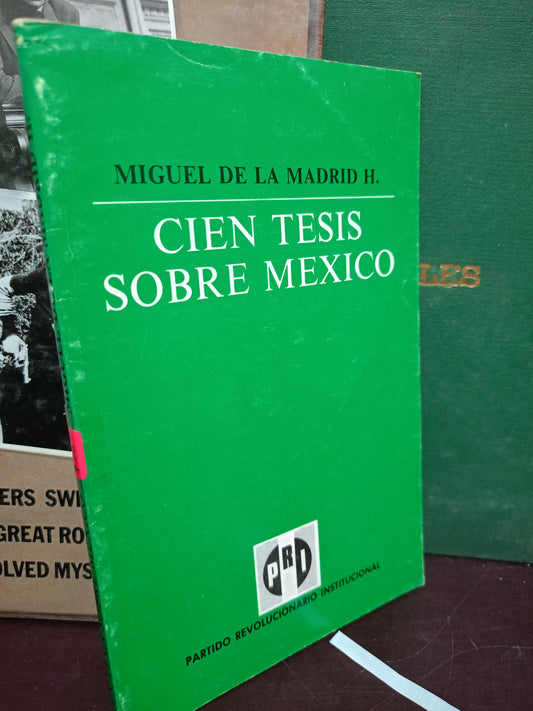 MIGUEL DE LA MADRID H.
CIEN TESIS
SOBRE MEXICO
PRI
PARTIDO REVOLUCIONARIO INSTITUCIONAL
LES
ERS SWI
GREAT RO
OLVED MYS